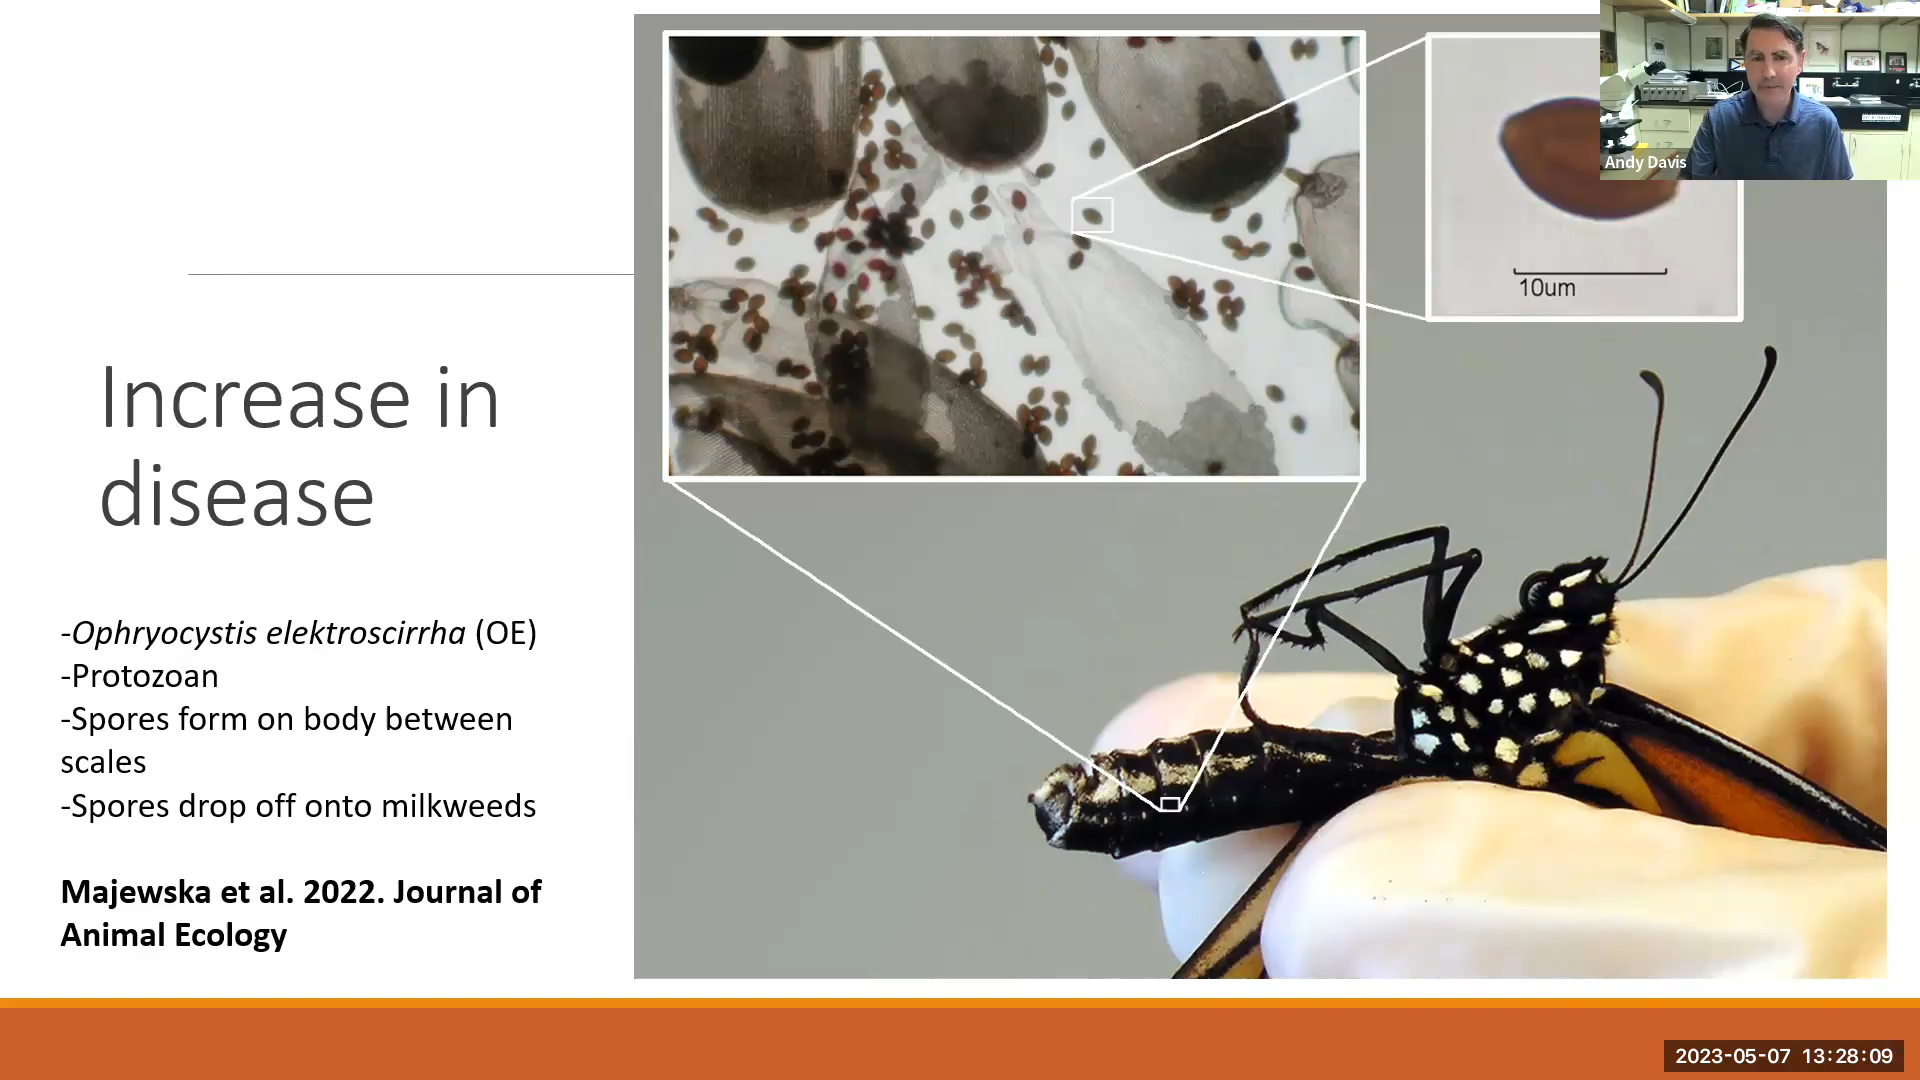 Andy Davis
10um
Increase in
disease
-Ophryocystis elektroscirrha (OE)
-Protozoan
-Spores form on body between
scales
-Spores drop off onto milkweeds
Majewska et al. 2022. Journal of
Animal Ecology
2023-05-07 13:28:09